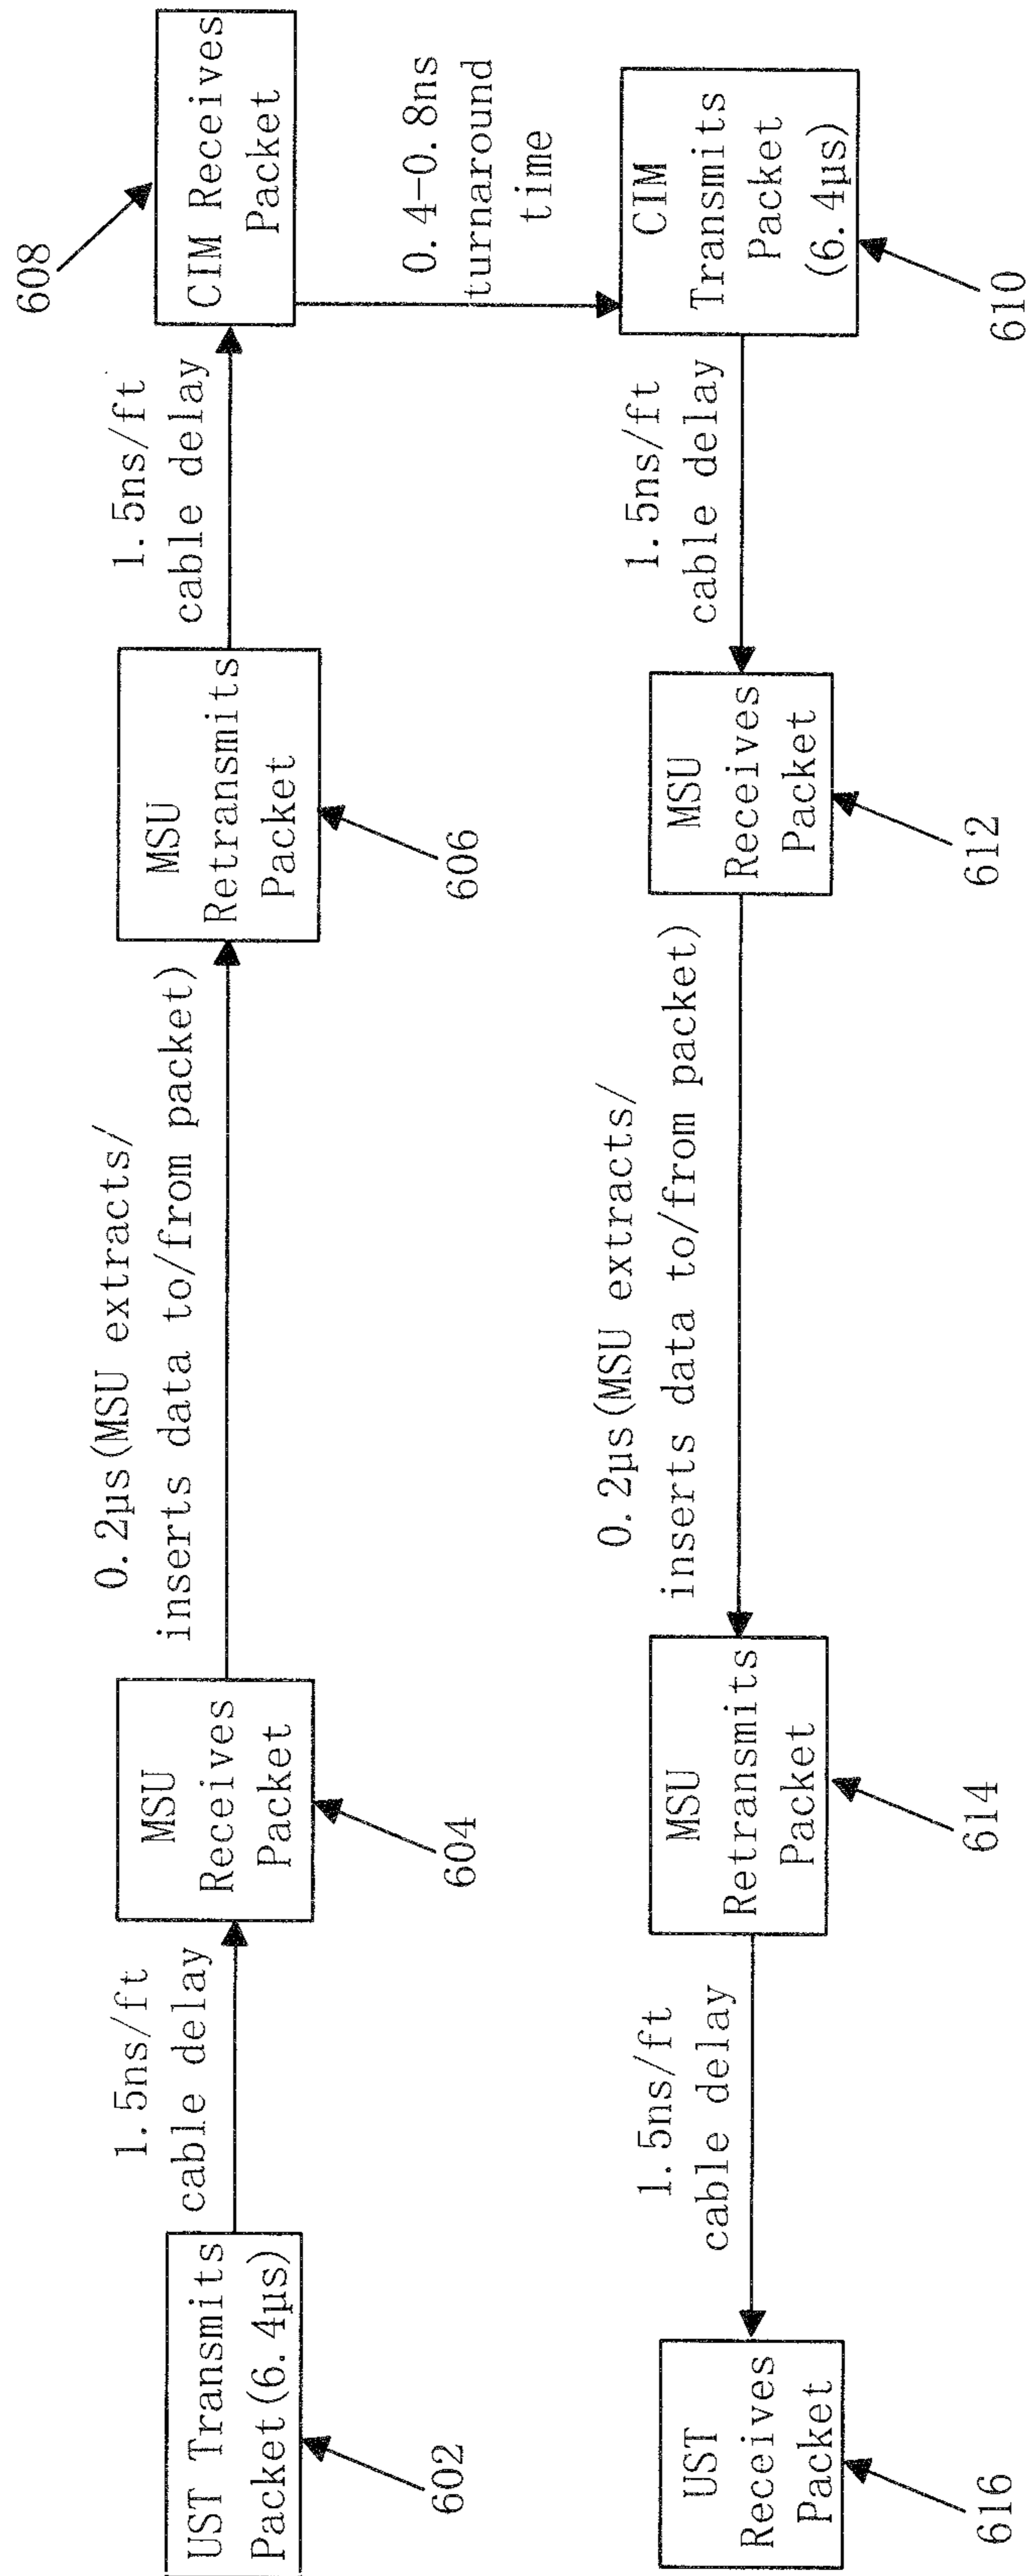 UST Transmits
Packet(6.4µs)
602
1.5ns/ft
cable delay
MSU
Receives
Packet
604
0.2µs(MSU extracts/
inserts data to/from packet)
MSU
Retransmits
Packet
606
1.5ns/ft
cable delay
608
CIM Receives
Packet
0.4-0.8ns
turnaround
time
CIM
Transmits
Packet
(6.4µs)
610
1.5ns/ft
cable delay
MSU
Receives
Packet
612
0.2µs(MSU extracts/
inserts data to/from packet)
MSU
Retransmits
Packet
614
1.5ns/ft
cable delay
UST
Receives
Packet
616